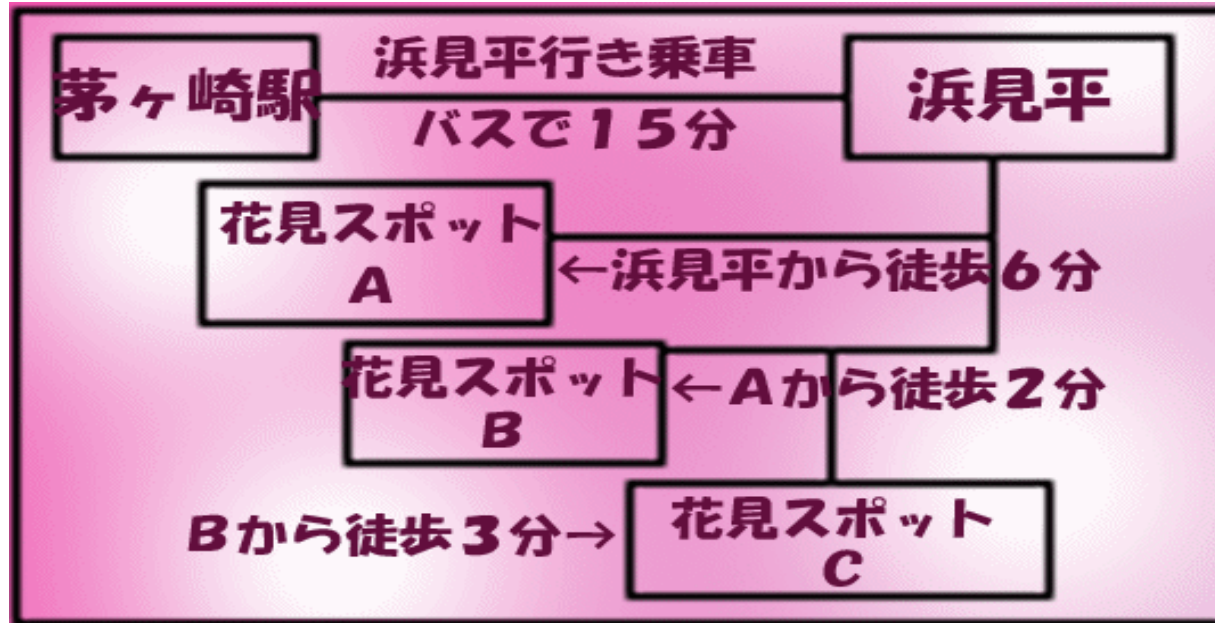 茅ヶ崎駅
浜見平行き乗車
バスで１５分
浜見平
花見スポット
A
←浜見平から徒歩６分
花見スポット
B
←Aから徒歩２分
Bから徒歩３分→
花見スポット
C